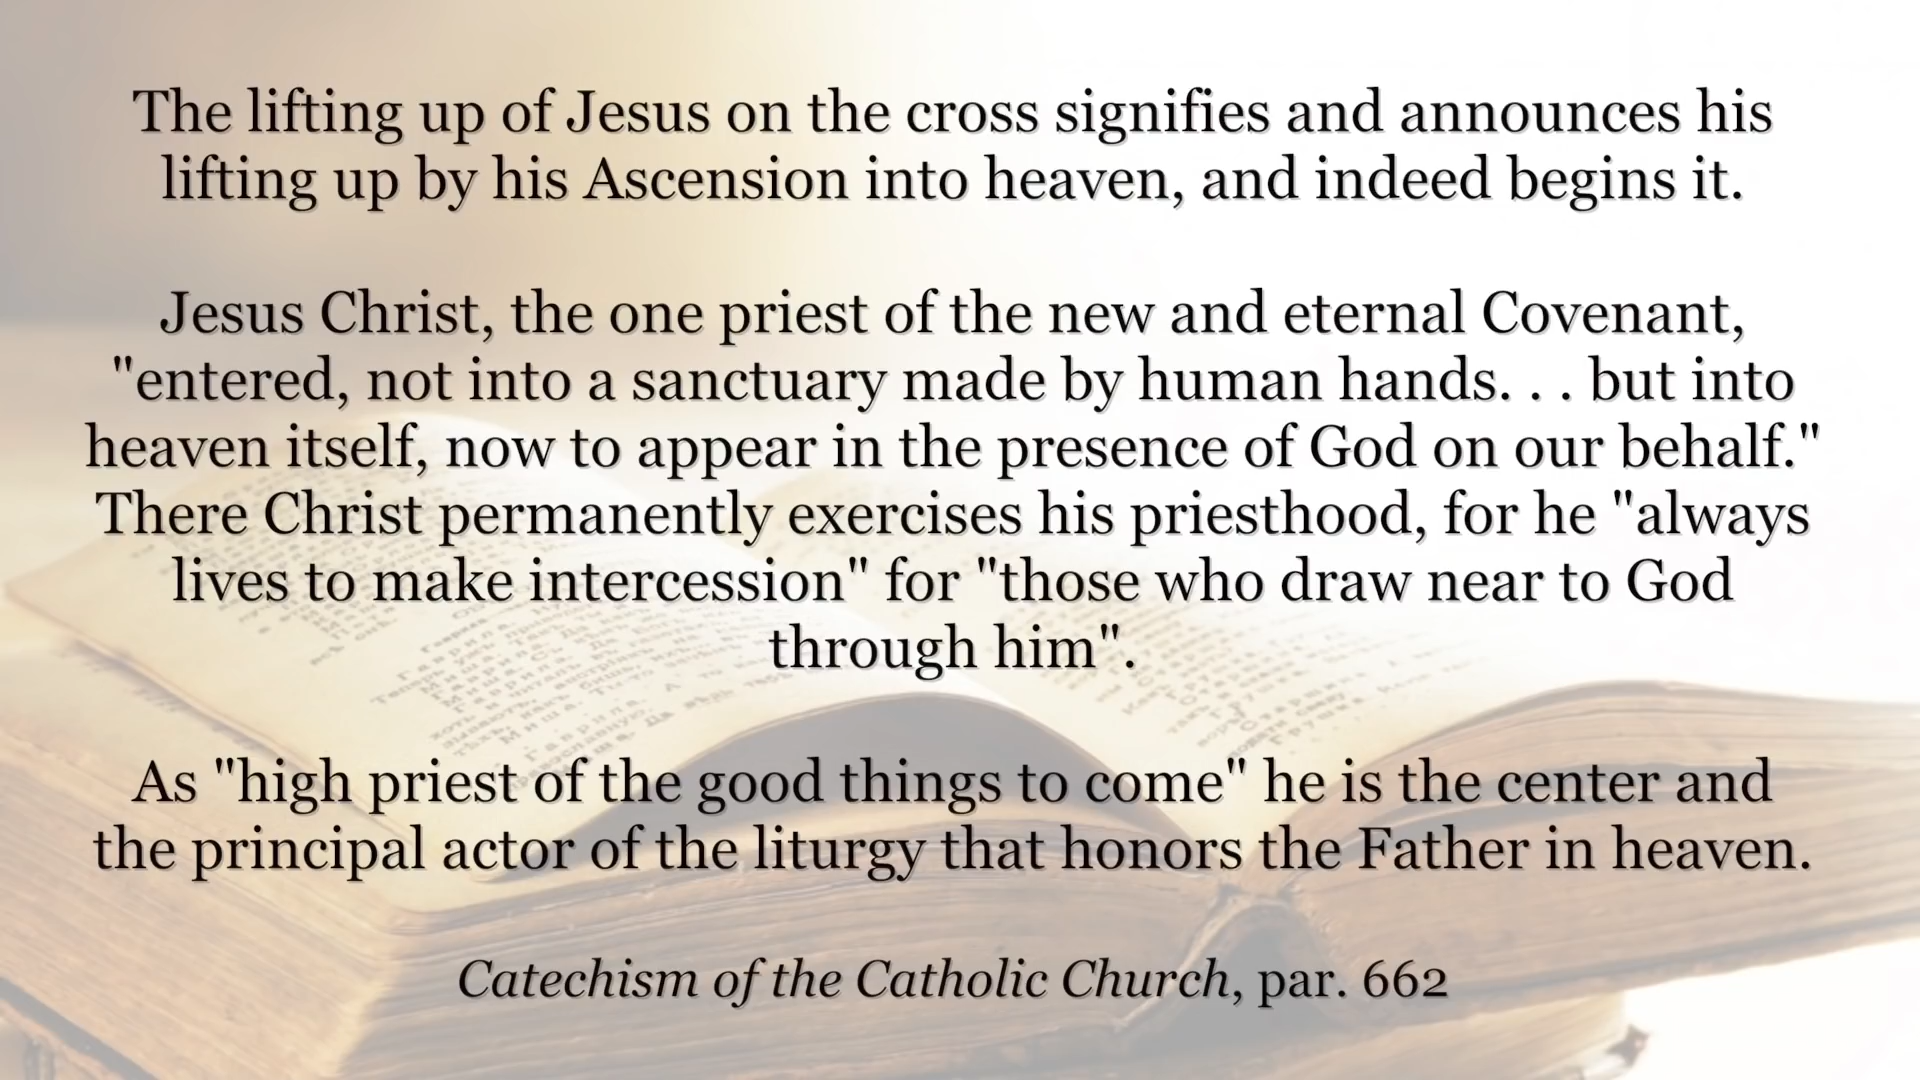 The lifting up of Jesus on the cross signifies and announces his
lifting up by his Ascension into heaven, and indeed begins it.
Jesus Christ, the one priest of the new and eternal Covenant,
"entered, not into a sanctuary made by human hands. . . but into
heaven itself, now to appear in the presence of God on our behalf."
There Christ permanently exercises his priesthood, for he "always
lives to make intercession" for "those who draw near to God
through him".
As "high priest of the good things to come" he is the center and
the principal actor of the liturgy that honors the Father in heaven.
Catechism of the Catholic Church, par. 662